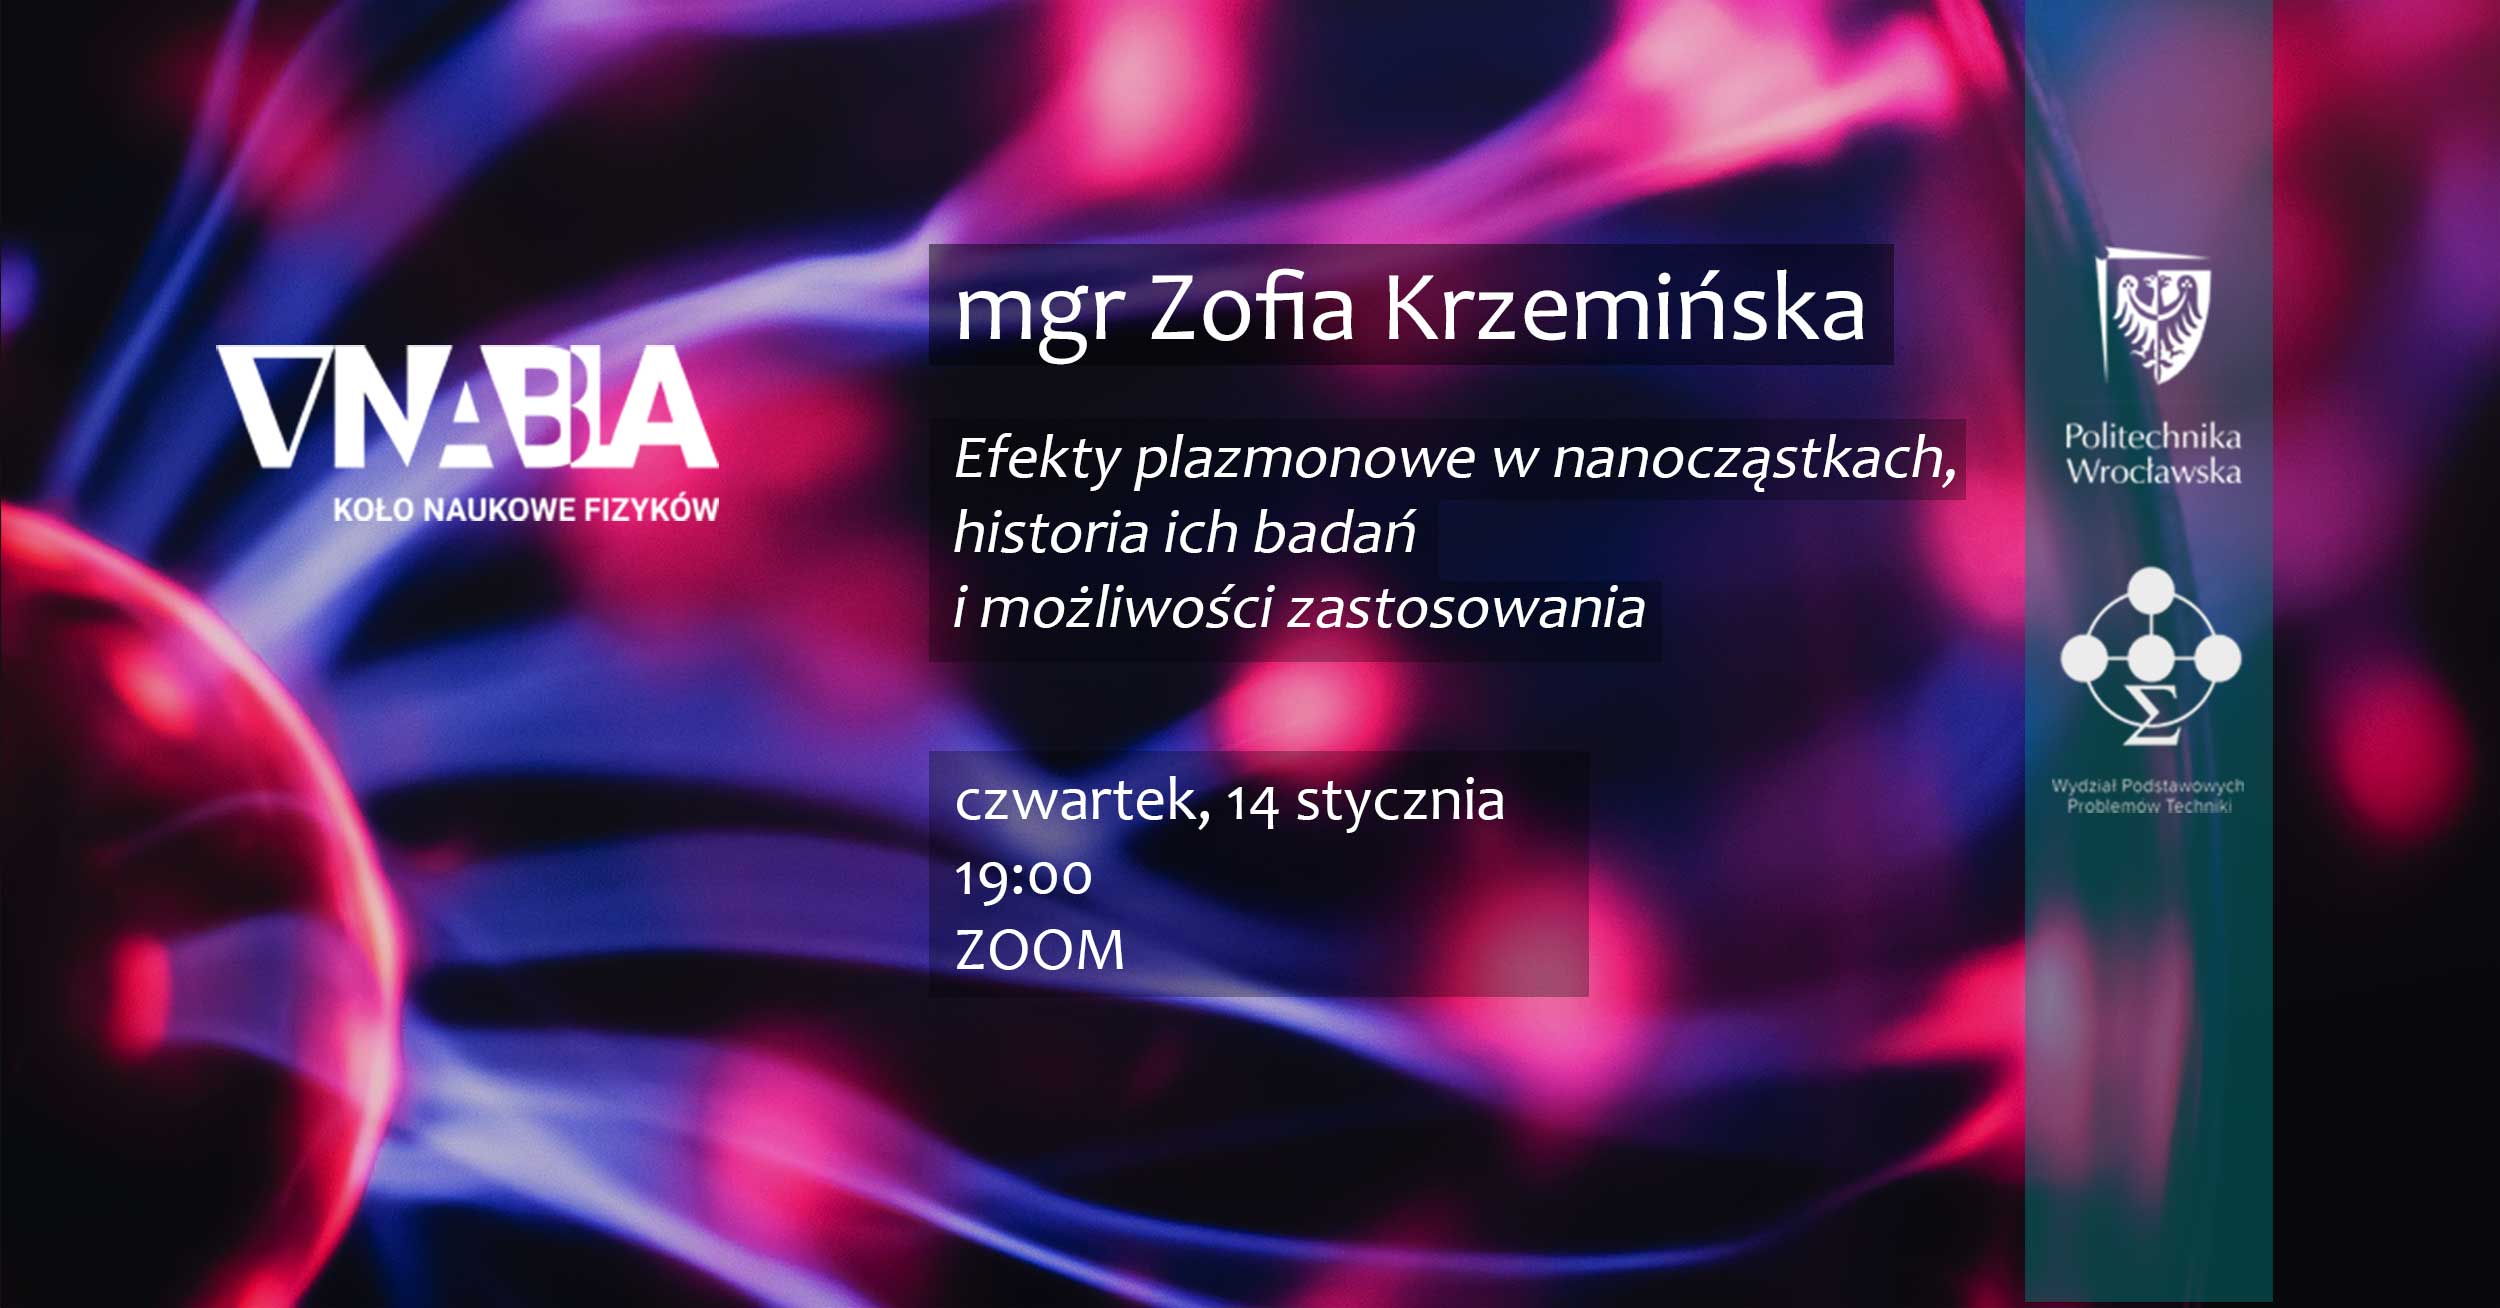 NABLA
KOŁO NAUKOWE FIZYKÓW
mgr Zofia Krzemińska
Efekty plazmonowe w nanocząstkach,
historia ich badań
i możliwości zastosowania
czwartek, 14 stycznia
19:00
ZOOM
Politechnika
Wrocławska
Σ
Wydział Podstawowych
Problemów Techniki